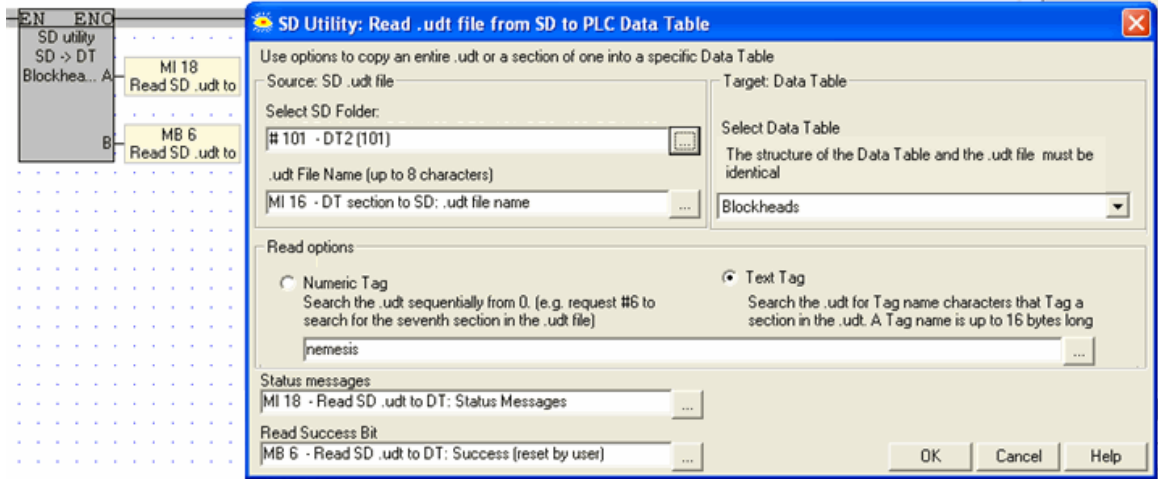 EN ENO
SD utility
SD -> DT
Blockhea... A
B
MI 18
Read SD .udt to
MB 6
Read SD .udt to
SD Utility: Read .udt file from SD to PLC Data Table
Use options to copy an entire .udt or a section of one into a specific Data Table
Source: SD .udt file
Select SD Folder:
# 101 - DT2 (101)
...
.udt File Name (up to 8 characters)
MI 16 - DT section to SD: .udt file name
...
Target: Data Table
Select Data Table
The structure of the Data Table and the .udt file must be
identical
Blockheads
Read options
Numeric Tag
Search the .udt sequentially from 0. (e.g. request #6 to
search for the seventh section in the .udt file)
Text Tag
Search the .udt for Tag name characters that Tag a
section in the .udt. A Tag name is up to 16 bytes long
nemesis
...
Status messages
MI 18 - Read SD .udt to DT: Status Messages
...
Read Success Bit
MB 6 - Read SD .udt to DT: Success (reset by user)
...
OK
Cancel
Help